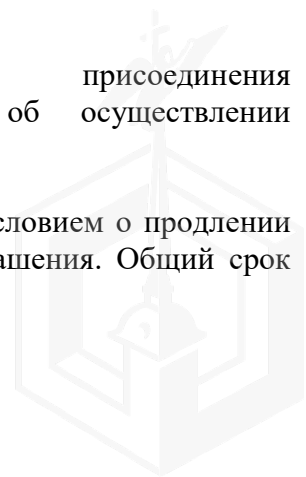 присоединения
об осуществлении
словием о продлении
ашения. Общий срок